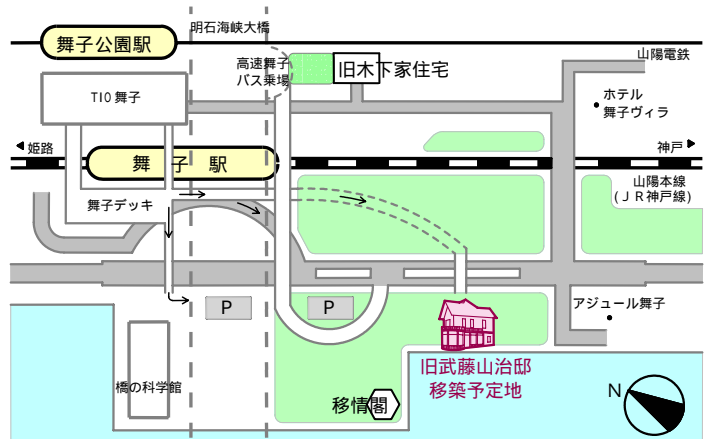 明石海峡大橋
舞子公園駅
山陽電鉄
高速舞子
バス乗場
旧木下家住宅
TIO 舞子
ホテル
舞子ヴィラ
姫路
舞子駅
神戸
山陽本線
(JR神戸線)
舞子デッキ
P
P
アジュール舞子
旧武藤山治邸
移築予定地
橋の科学館
移情閣
N